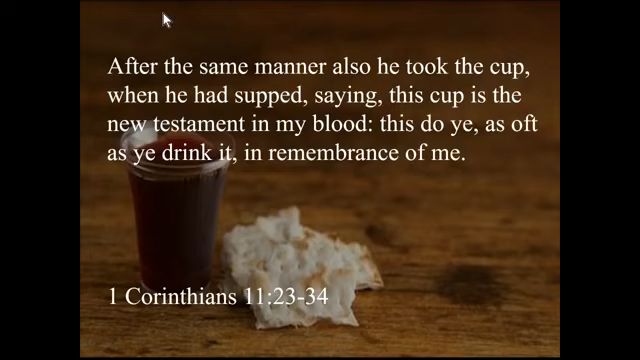 After the same manner also he took the cup,
when he had supped, saying, this cup is the
new testament in my blood: this do ye, as oft
as ye drink it, in remembrance of me.
1 Corinthians 11:23-34